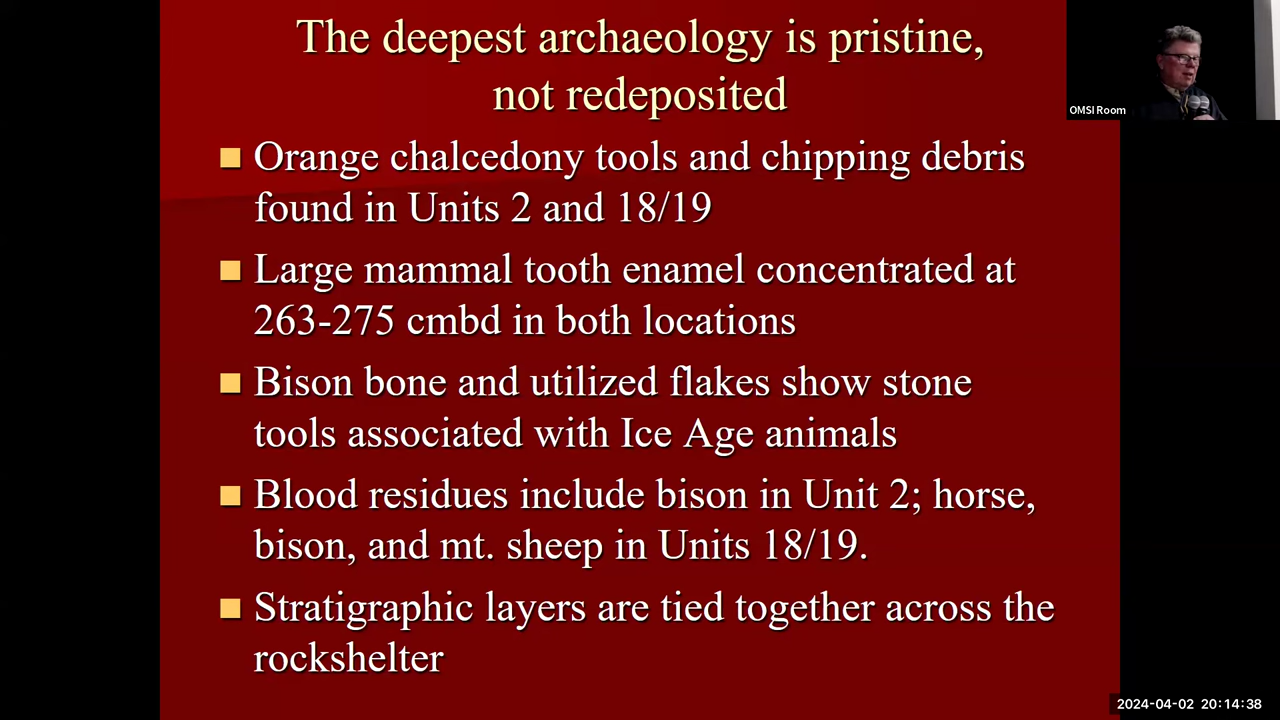 The deepest archaeology is pristine,
not redeposited
OMSI Room
Orange chalcedony tools and chipping debris
found in Units 2 and 18/19
Large mammal tooth enamel concentrated at
263-275 cmbd in both locations
Bison bone and utilized flakes show stone
tools associated with Ice Age animals
Blood residues include bison in Unit 2; horse,
bison, and mt. sheep in Units 18/19.
Stratigraphic layers are tied together across the
rockshelter
2024-04-02 20:14:38